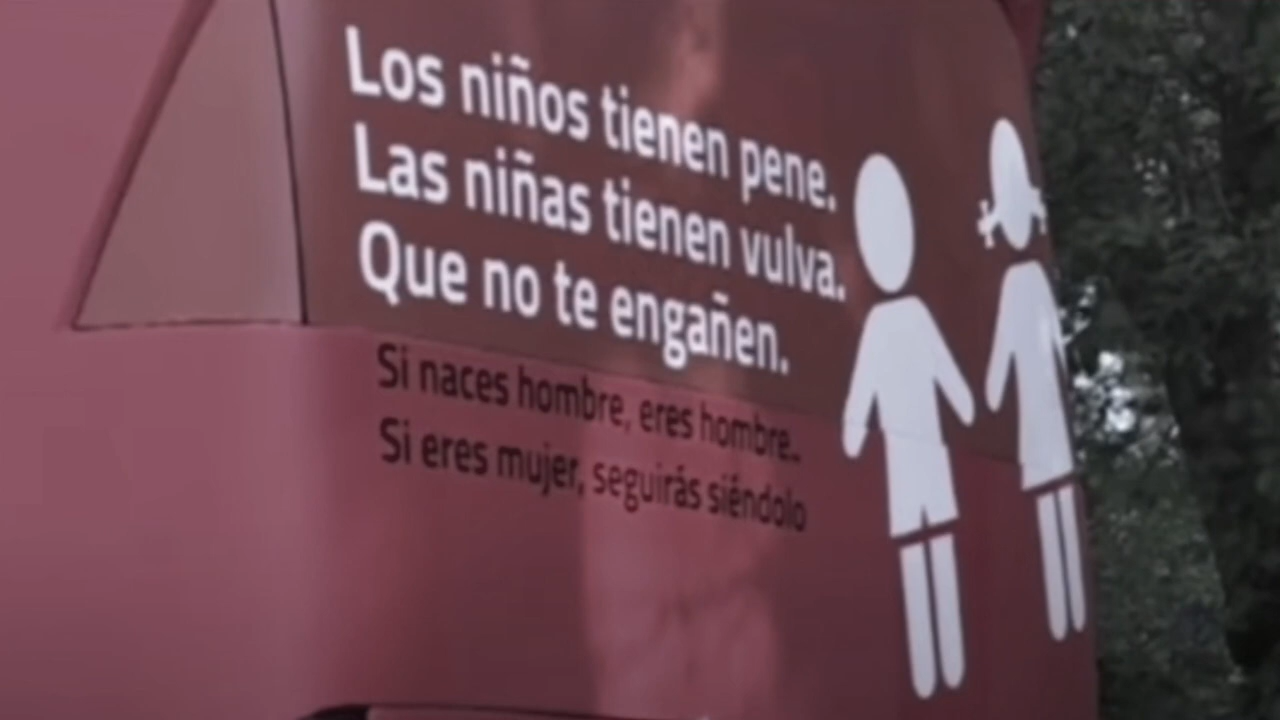 Los niños tienen pene.
Las niñas tienen vulva.
Que no te engañen.
Si naces hombre, eres hombre.
Si eres mujer, seguirás siéndolo